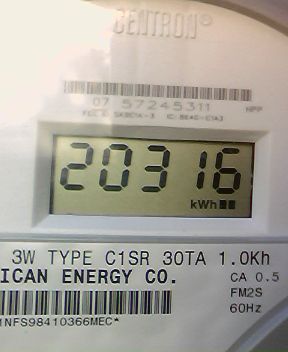 CENTRON®
07 57245311
20316
kWh
3W TYPE C1SR 30TA 1.0Kh
ICAN ENERGY CO. CA 0.5
FM2S
60Hz
1NFS98410366MEC*